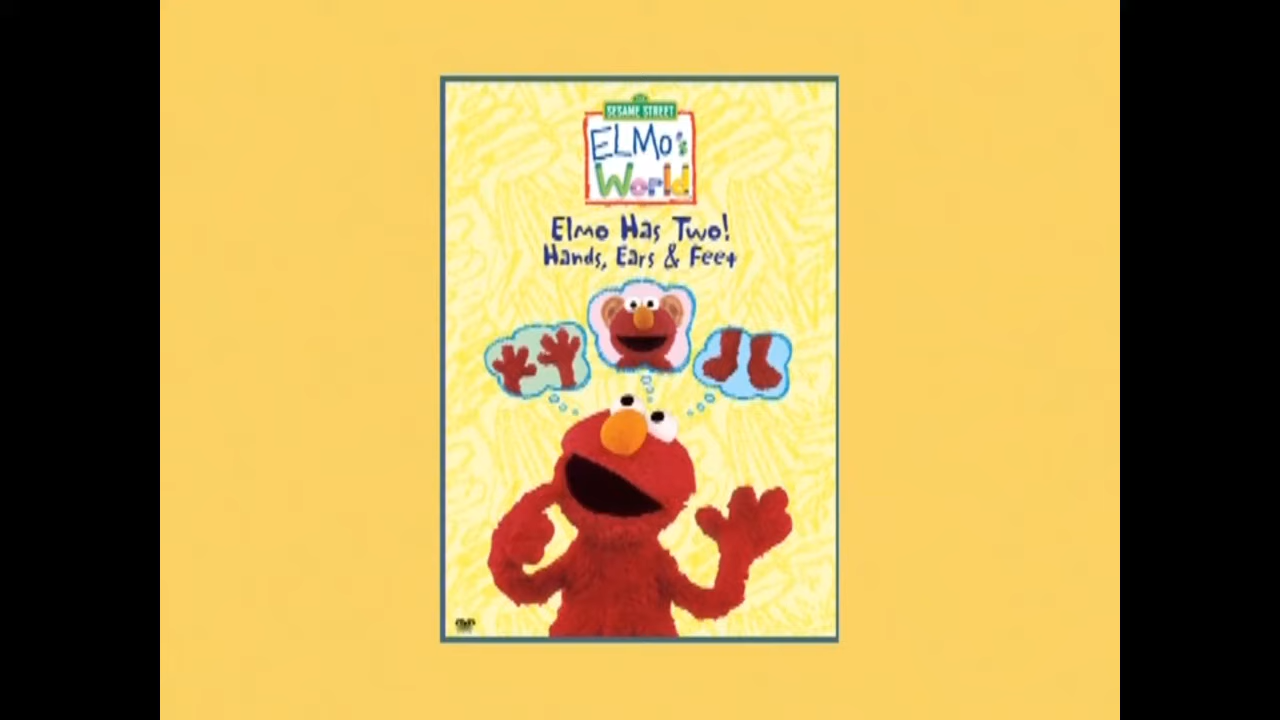 SESAME STREET
ELMo's
World
Elmo Has Two!
Hands, Ears & Feet